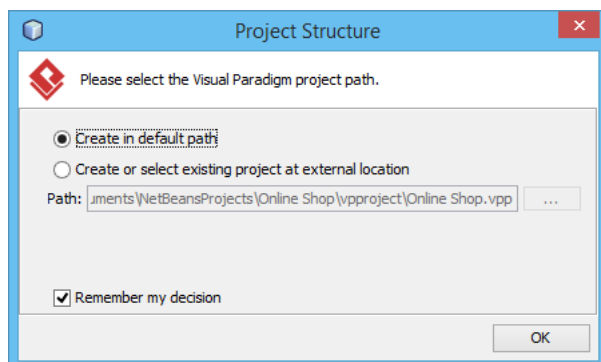 Project Structure
Please select the Visual Paradigm project path.
Create in default path
Create or select existing project at external location
Path: uments\NetBeansProjects\Online Shop\vpproject\Online Shop.vpp ...
Remember my decision
OK